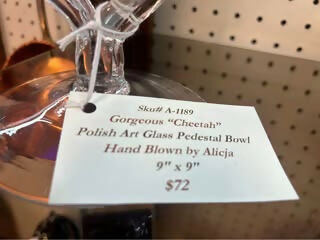 Sku# A-1189
Gorgeous “Cheetah”
Polish Art Glass Pedestal Bowl
Hand Blown by Alicja
9" x 9"
$72